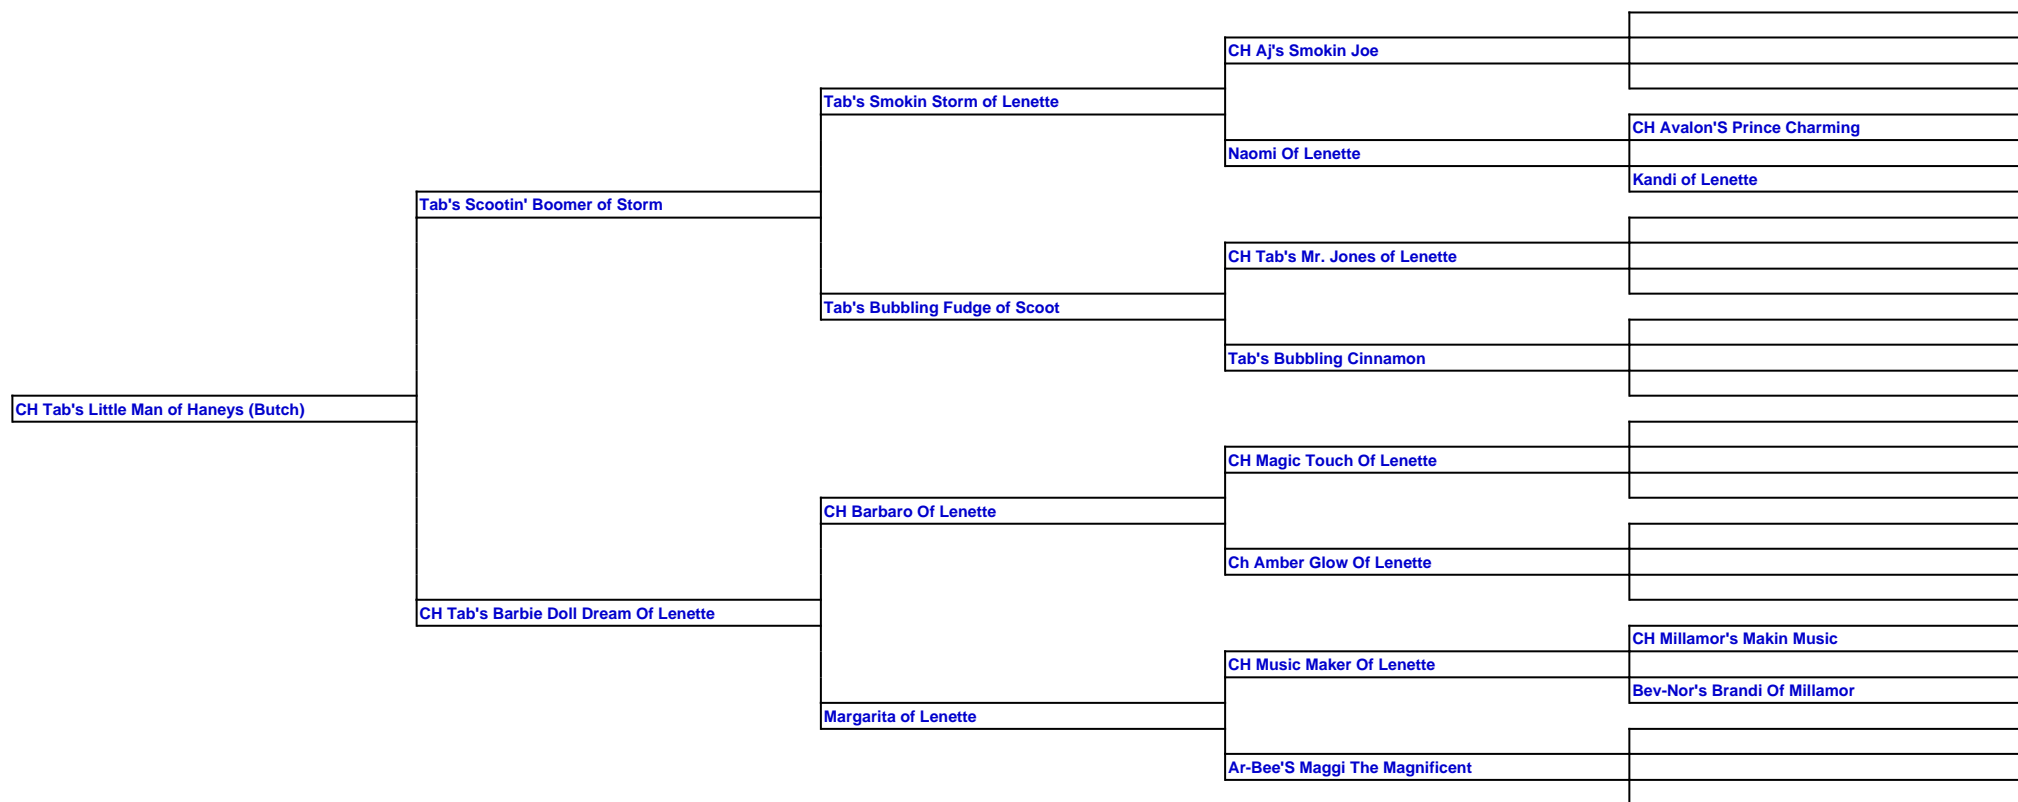 CH Aj's Smokin Joe
Tab's Smokin Storm of Lenette
CH Avalon'S Prince Charming
Naomi Of Lenette
Kandi of Lenette
Tab's Scootin' Boomer of Storm
CH Tab's Mr. Jones of Lenette
Tab's Bubbling Fudge of Scoot
Tab's Bubbling Cinnamon
CH Tab's Little Man of Haneys (Butch)
CH Magic Touch Of Lenette
CH Barbaro Of Lenette
Ch Amber Glow Of Lenette
CH Tab's Barbie Doll Dream Of Lenette
CH Millamor's Makin Music
CH Music Maker Of Lenette
Bev-Nor's Brandi Of Millamor
Margarita of Lenette
Ar-Bee'S Maggi The Magnificent